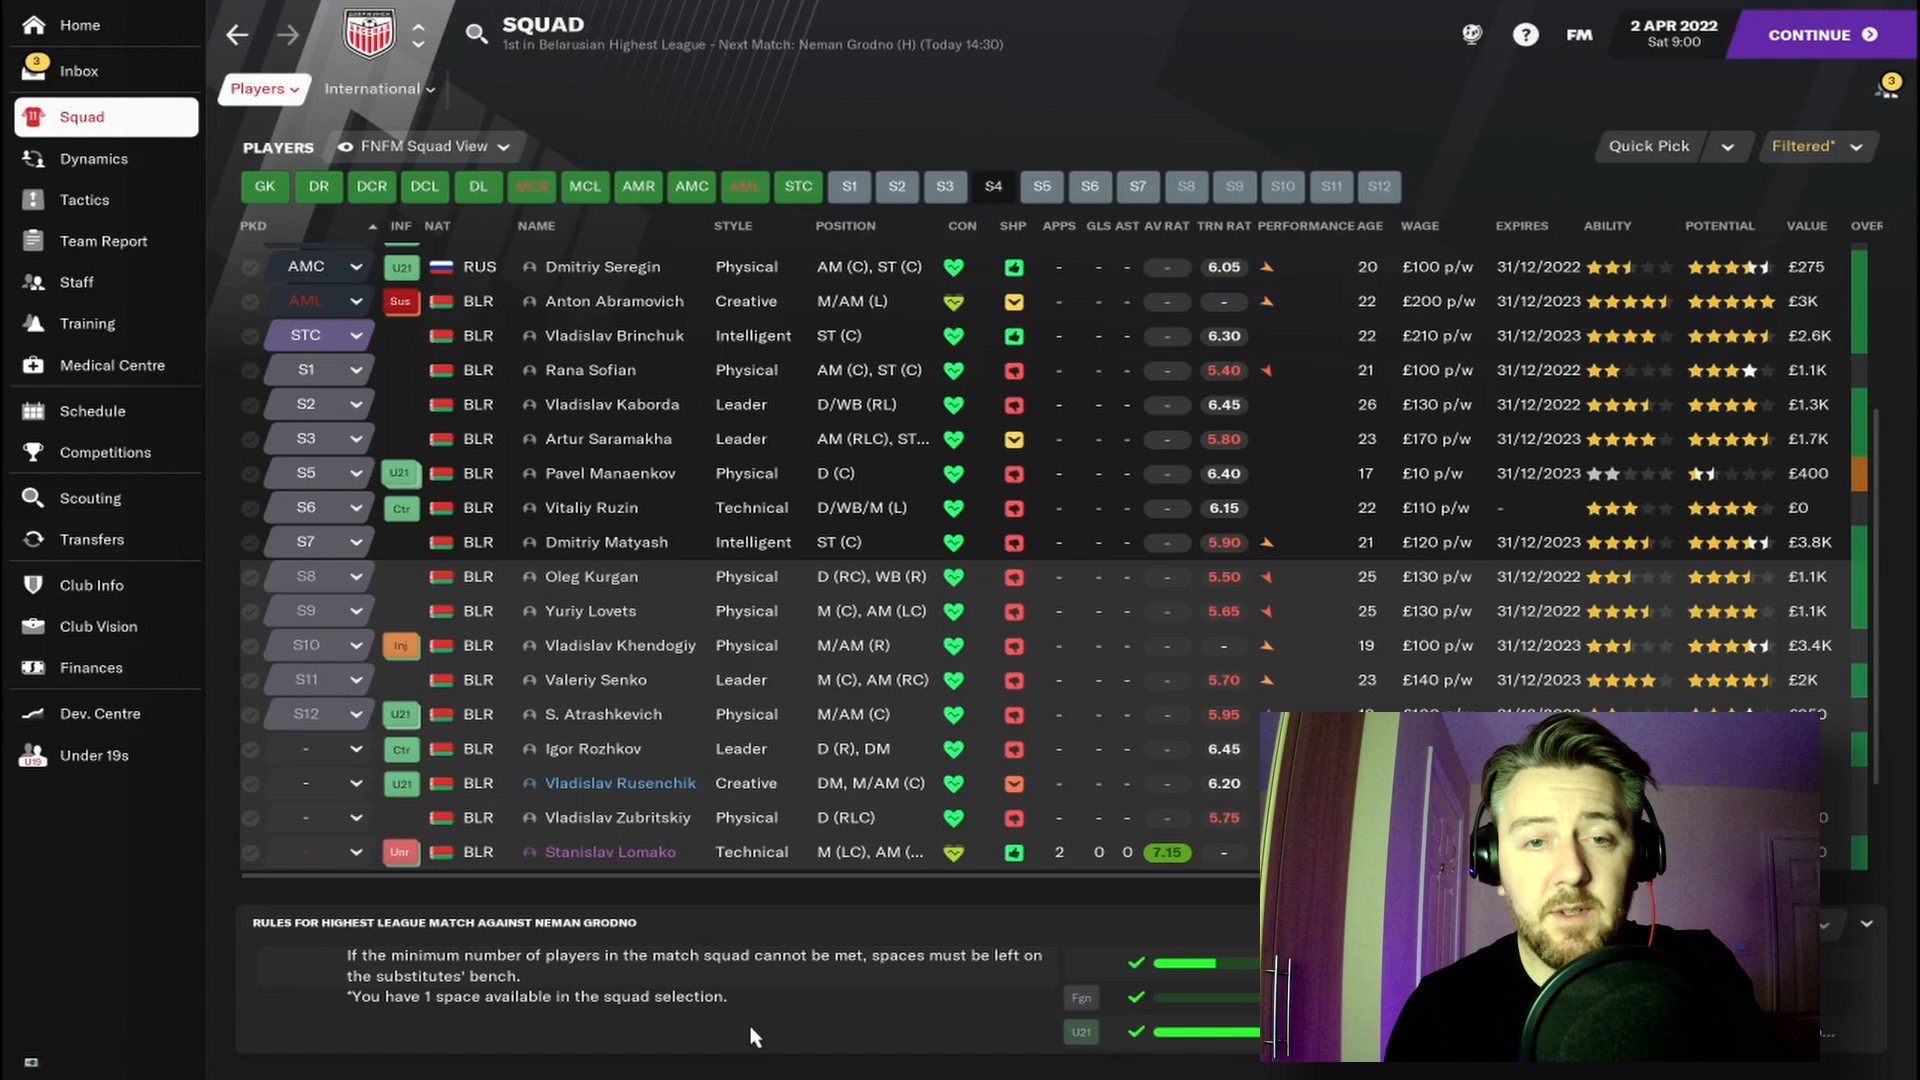 Home
3
Inbox
Squad
Dynamics
Tactics
Team Report
Staff
Training
Medical Centre
Schedule
Competitions
Scouting
Transfers
Club Info
Club Vision
Finances
Dev. Centre
Under 19s
U19
SQUAD
1st in Belarusian Highest League - Next Match: Neman Grodno (H) (Today 14:30)
?
FM
2 APR 2022
Sat 9:00
CONTINUE
Players
International
3
PLAYERS
FNFM Squad View
Quick Pick
Filtered*
GK DR DCR DCL DL MCR MCL AMR AMC AML STC S1 S2 S3 S4 S5 S6 S7 S8 S9 S10 S11 S12
PKD INF NAT NAME STYLE POSITION CON SHP APPS GLS AST AV RAT TRN RAT PERFORMANCE AGE WAGE EXPIRES ABILITY POTENTIAL VALUE OVER
AMC U21 RUS Dmitriy Seregin Physical AM (C), ST (C) - - - - 6.05 20 £100 p/w 31/12/2022 £275
AML Sus BLR Anton Abramovich Creative M/AM (L) - - - - - 22 £200 p/w 31/12/2023 £3K
STC BLR Vladislav Brinchuk Intelligent ST (C) - - - - 6.30 22 £210 p/w 31/12/2022 £2.6K
S1 BLR Rana Sofian Physical AM (C), ST (C) - - - - 5.40 21 £100 p/w 31/12/2022 £1.1K
S2 BLR Vladislav Kaborda Leader D/WB (RL) - - - - 6.45 26 £130 p/w 31/12/2022 £1.3K
S3 BLR Artur Saramakha Leader AM (RLC), ST... - - - - 5.80 23 £170 p/w 31/12/2022 £1.7K
S5 U21 BLR Pavel Manaenkov Physical D (C) - - - - 6.40 17 £10 p/w 31/12/2023 £400
S6 Ctr BLR Vitaliy Ruzin Technical D/WB/M (L) - - - - 6.15 22 £110 p/w - £0
S7 BLR Dmitriy Matyash Intelligent ST (C) - - - - 5.90 21 £120 p/w 31/12/2023 £3.8K
S8 BLR Oleg Kurgan Physical D (RC), WB (R) - - - - 5.50 25 £130 p/w 31/12/2022 £1.1K
S9 BLR Yuriy Lovets Physical M (C), AM (LC) - - - - 5.65 25 £130 p/w 31/12/2022 £1.1K
S10 Inj BLR Vladislav Khendogiy Physical M/AM (R) - - - - - 19 £100 p/w 31/12/2023 £3.4K
S11 BLR Valeriy Senko Leader M (C), AM (RC) - - - - 5.70 23 £140 p/w 31/12/2023 £2K
S12 U21 BLR S. Atrashkevich Physical M/AM (C) - - - - 5.95
- Ctr BLR Igor Rozhkov Leader D (R), DM - - - - 6.45
- U21 BLR Vladislav Rusenchik Creative DM, M/AM (C) - - - - 6.20
- BLR Vladislav Zubritskiy Physical D (RLC) - - - - 5.75
- Unr BLR Stanislav Lomako Technical M (LC), AM (... 2 0 0 7.15 -
RULES FOR HIGHEST LEAGUE MATCH AGAINST NEMAN GRODNO
If the minimum number of players in the match squad cannot be met, spaces must be left on
the substitutes' bench.
*You have 1 space available in the squad selection.
Fgn
U21